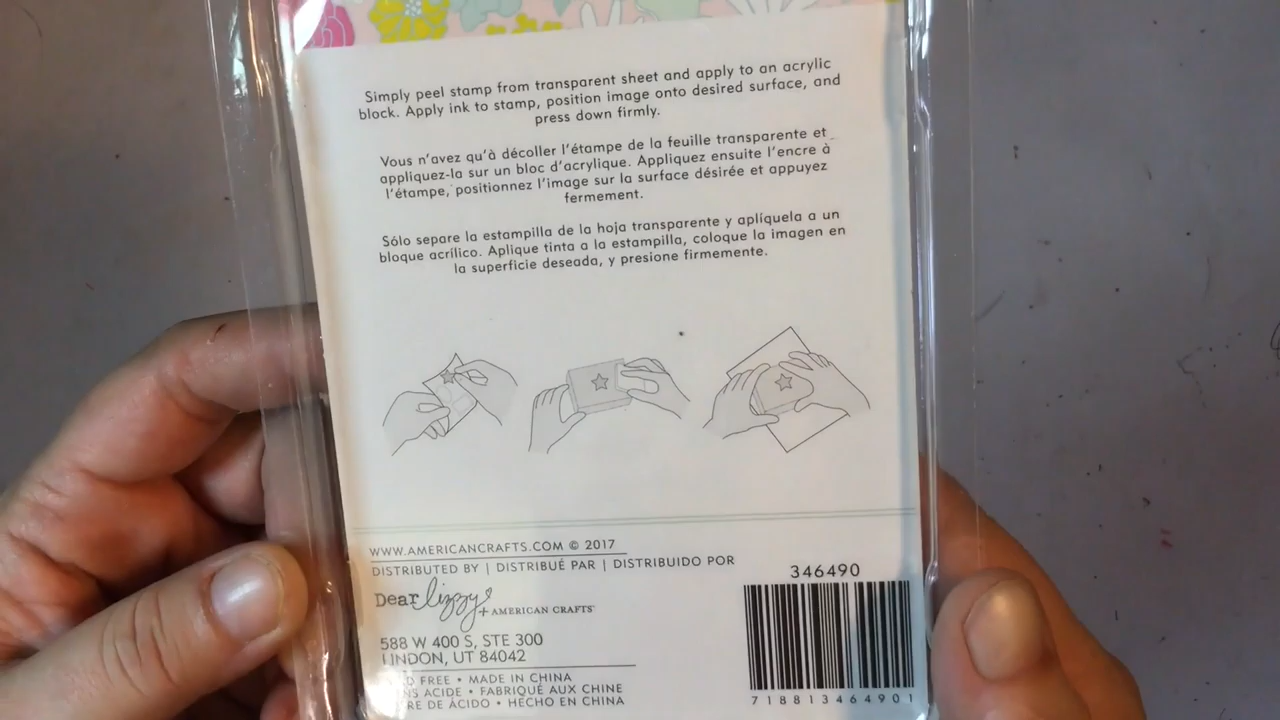 Simply peel stamp from transparent sheet and apply to an acrylic
block. Apply ink to stamp, position image onto desired surface, and
press down firmly.
Vous n'avez qu'à décoller l'étampe de la feuille transparente et
appliquez-la sur un bloc d'acrylique. Appliquez ensuite l'encre à
l'étampe, positionnez l'image sur la surface désirée et appuyez
fermement.
Sólo separe la estampilla de la hoja transparente y aplíquela a un
bloque acrílico. Aplique tinta a la estampilla, coloque la imagen en
la superficie deseada, y presione firmemente.
WWW.AMERICANCRAFTS.COM © 2017
DISTRIBUTED BY | DISTRIBUÉ PAR | DISTRIBUIDO POR
Dear Lizzy + AMERICAN CRAFTS™
588 W 400 S, STE 300
LINDON, UT 84042
FREE • MADE IN CHINA
ACIDE • FABRIQUÉ AUX CHINE
DE ÁCIDO • HECHO EN CHINA
346490
718813464901